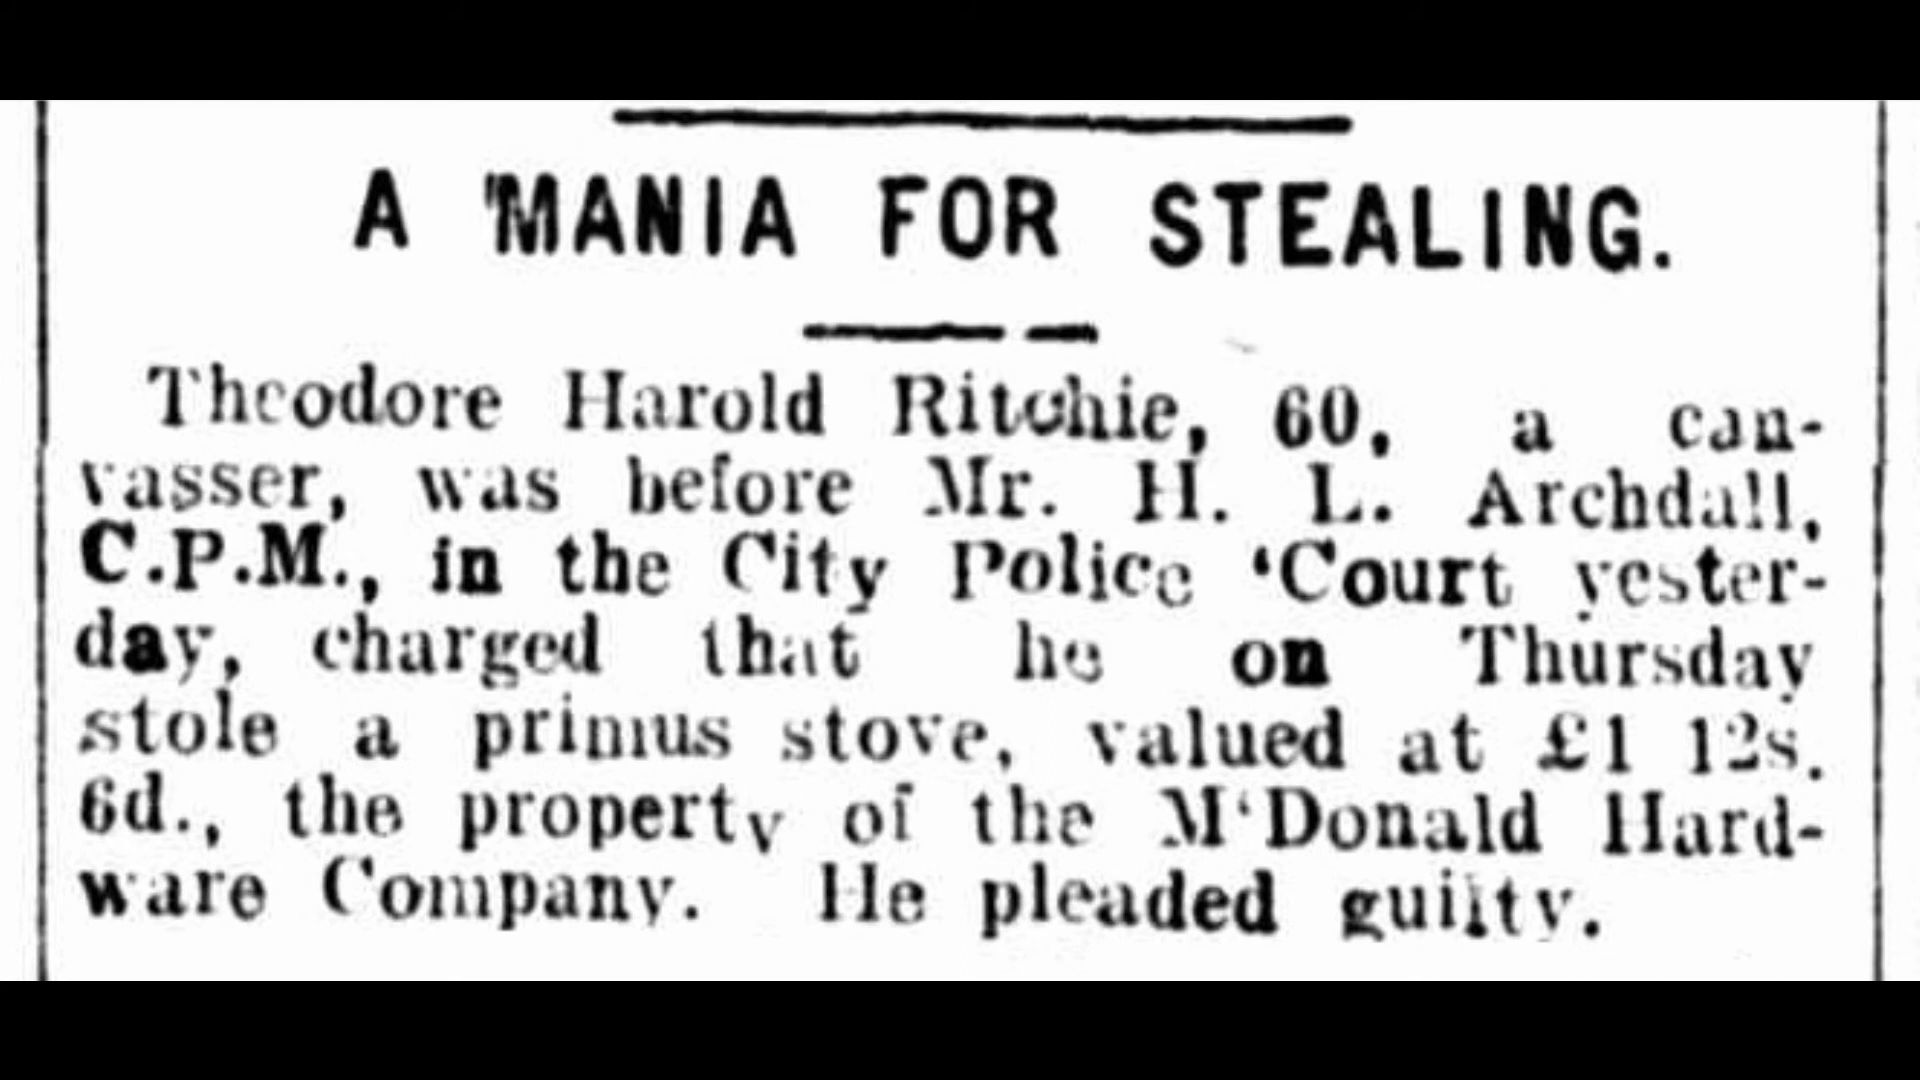 A MANIA FOR STEALING.
Theodore Harold Ritchie, 60, a can-
vasser, was before Mr. H. L. Archdall,
C.P.M., in the City Police 'Court yester-
day, charged that he on Thursday
stole a primus stove, valued at £1 12s.
6d., the property of the M'Donald Hard-
ware Company. He pleaded guilty.